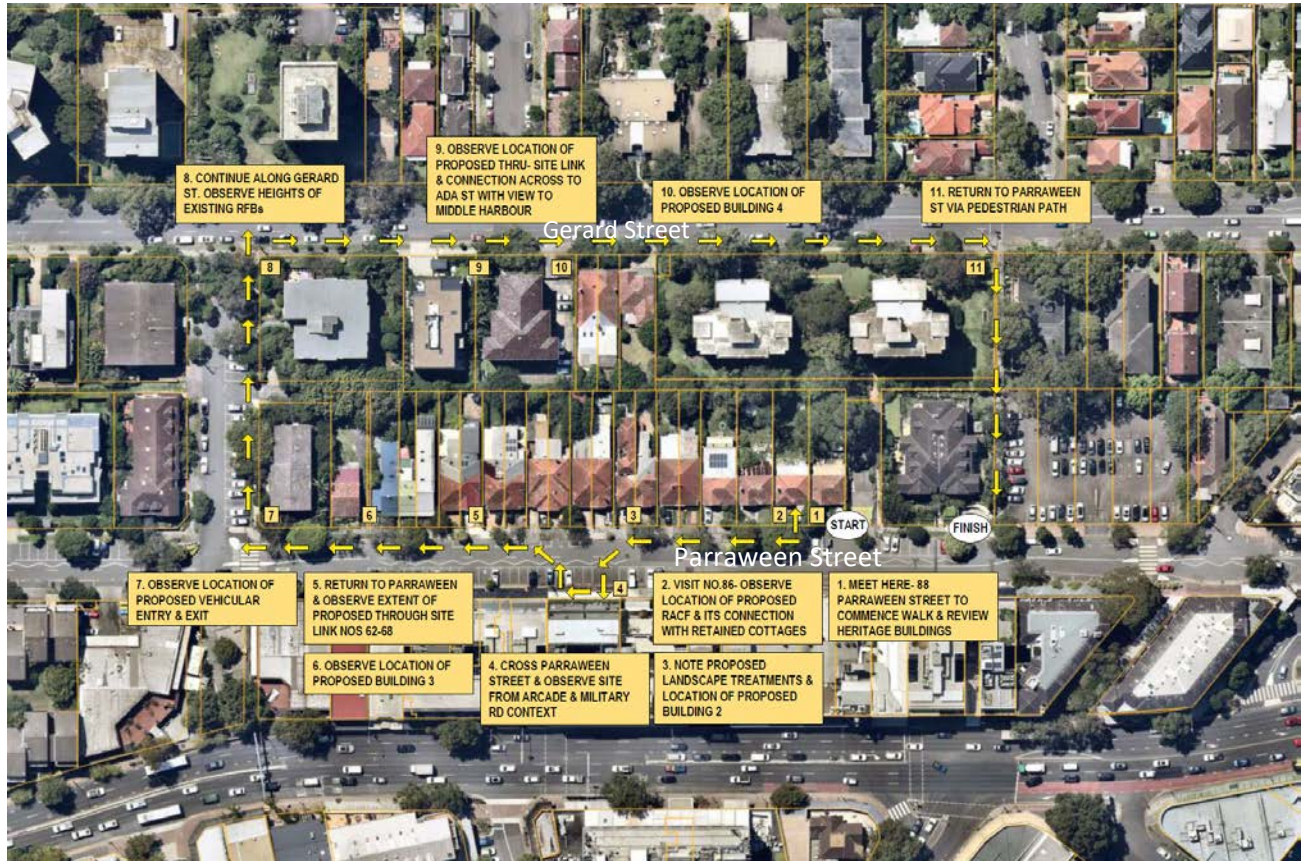 8. CONTINUE ALONG GERARD
ST. OBSERVE HEIGHTS OF
EXISTING RFBs
9. OBSERVE LOCATION OF
PROPOSED THRU- SITE LINK
& CONNECTION ACROSS TO
ADA ST WITH VIEW TO
MIDDLE HARBOUR
10. OBSERVE LOCATION OF
PROPOSED BUILDING 4
11. RETURN TO PARRAWEEN
ST VIA PEDESTRIAN PATH
Gerard Street
8
9
10
11
7
6
5
3
2
1
START
FINISH
Parraween Street
4
7. OBSERVE LOCATION OF
PROPOSED VEHICULAR
ENTRY & EXIT
5. RETURN TO PARRAWEEN
& OBSERVE EXTENT OF
PROPOSED THROUGH SITE
LINK NOS 62-68
2. VISIT NO.86- OBSERVE
LOCATION OF PROPOSED
RACF & ITS CONNECTION
WITH RETAINED COTTAGES
1. MEET HERE- 88
PARRAWEEN STREET TO
COMMENCE WALK & REVIEW
HERITAGE BUILDINGS
6. OBSERVE LOCATION OF
PROPOSED BUILDING 3
4. CROSS PARRAWEEN
STREET & OBSERVE SITE
FROM ARCADE & MILITARY
RD CONTEXT
3. NOTE PROPOSED
LANDSCAPE TREATMENTS &
LOCATION OF PROPOSED
BUILDING 2